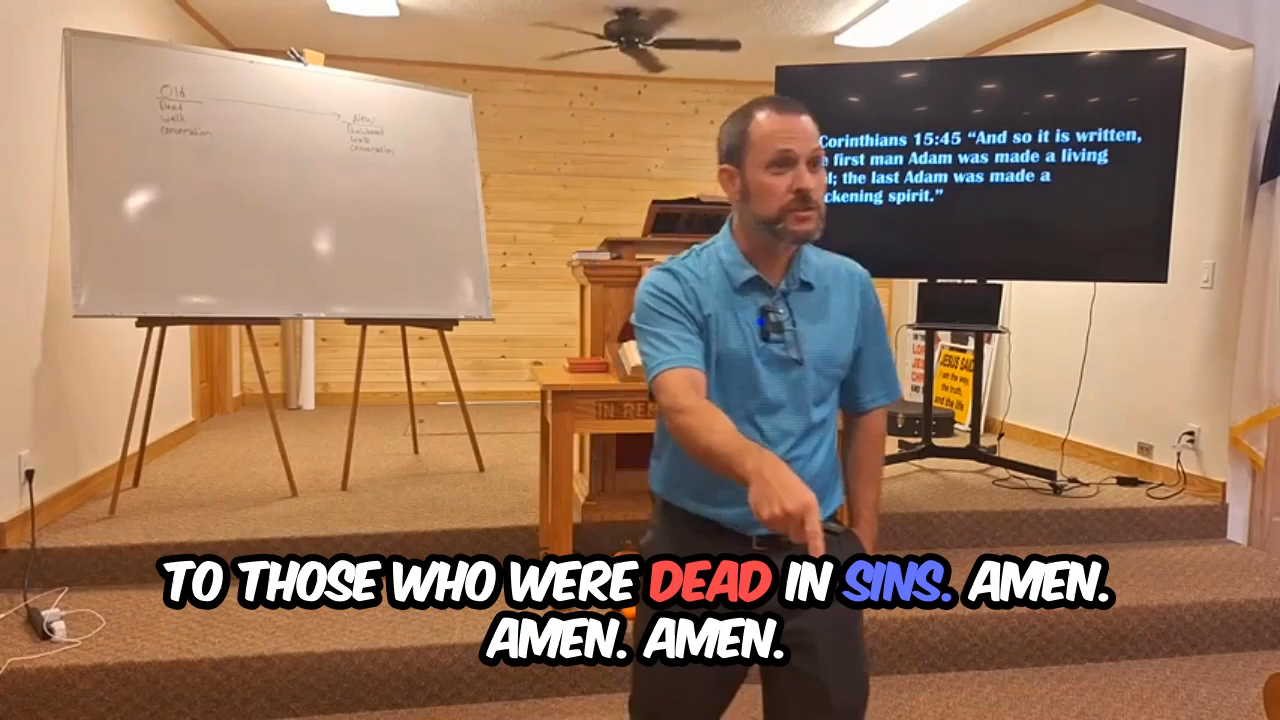 Old
Dead
Walk
Conversation
New
Quickened
Walk
Conversation
Corinthians 15:45 “And so it is written,
first man Adam was made a living
the last Adam was made a
ckening spirit.”
IN REM
JESUS SAID
I am the way,
the truth,
and the life
TO THOSE WHO WERE DEAD IN SINS. AMEN.
AMEN. AMEN.